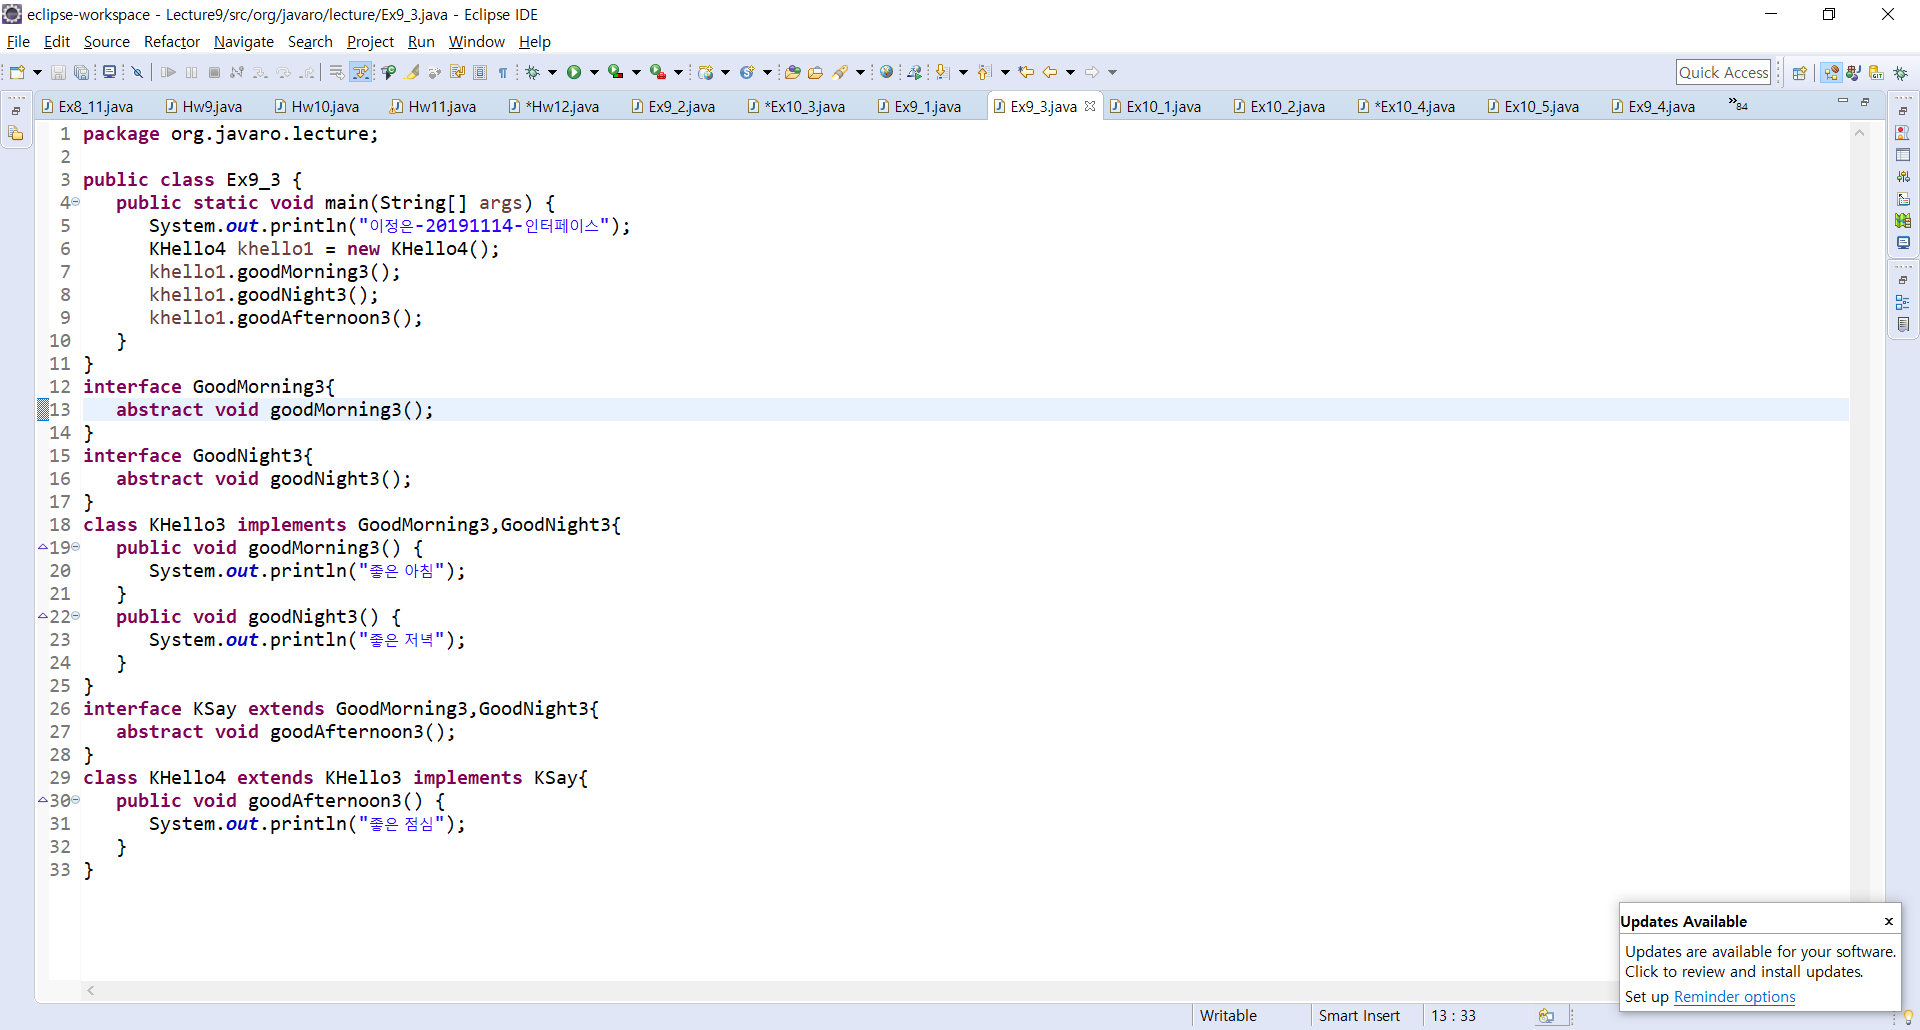 eclipse-workspace - Lecture9/src/org/javaro/lecture/Ex9_3.java - Eclipse IDE
File Edit Source Refactor Navigate Search Project Run Window Help
Quick Access
Ex8_11.java Hw9.java Hw10.java Hw11.java *Hw12.java Ex9_2.java *Ex10_3.java Ex9_1.java Ex9_3.java Ex10_1.java Ex10_2.java *Ex10_4.java Ex10_5.java Ex9_4.java »84
1 package org.javaro.lecture;
2
3 public class Ex9_3 {
4 public static void main(String[] args) {
5 System.out.println("이정은-20191114-인터페이스");
6 KHello4 khello1 = new KHello4();
7 khello1.goodMorning3();
8 khello1.goodNight3();
9 khello1.goodAfternoon3();
10 }
11 }
12 interface GoodMorning3{
13 abstract void goodMorning3();
14 }
15 interface GoodNight3{
16 abstract void goodNight3();
17 }
18 class KHello3 implements GoodMorning3,GoodNight3{
19 public void goodMorning3() {
20 System.out.println("좋은 아침");
21 }
22 public void goodNight3() {
23 System.out.println("좋은 저녁");
24 }
25 }
26 interface KSay extends GoodMorning3,GoodNight3{
27 abstract void goodAfternoon3();
28 }
29 class KHello4 extends KHello3 implements KSay{
30 public void goodAfternoon3() {
31 System.out.println("좋은 점심");
32 }
33 }
Updates Available x
Updates are available for your software.
Click to review and install updates.
Set up Reminder options
Writable Smart Insert 13 : 33